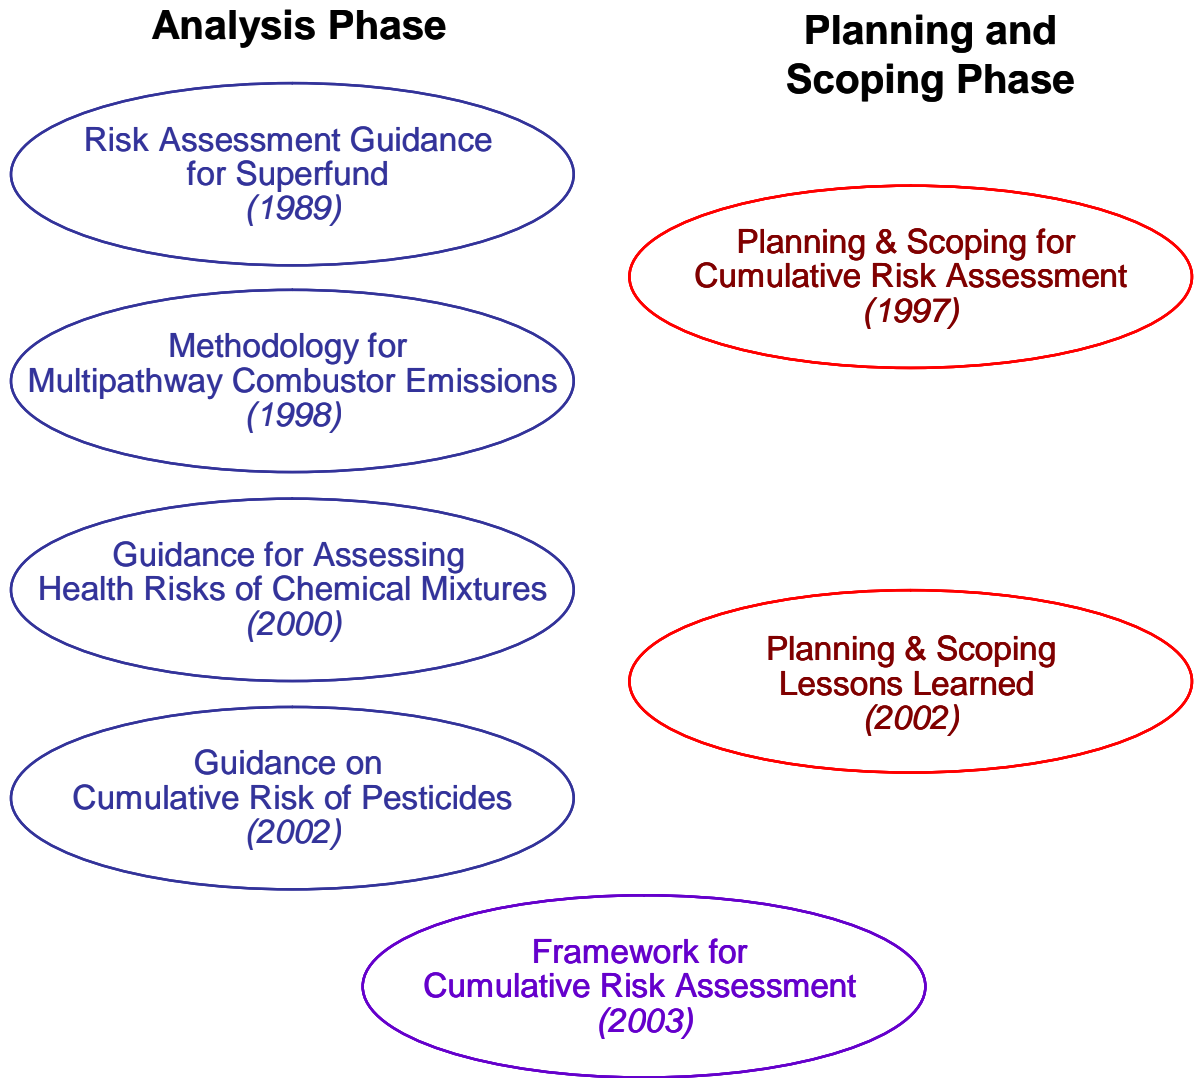 Analysis Phase
Planning and
Scoping Phase
Risk Assessment Guidance
for Superfund
(1989)
Methodology for
Multipathway Combustor Emissions
(1998)
Guidance for Assessing
Health Risks of Chemical Mixtures
(2000)
Guidance on
Cumulative Risk of Pesticides
(2002)
Planning & Scoping for
Cumulative Risk Assessment
(1997)
Planning & Scoping
Lessons Learned
(2002)
Framework for
Cumulative Risk Assessment
(2003)